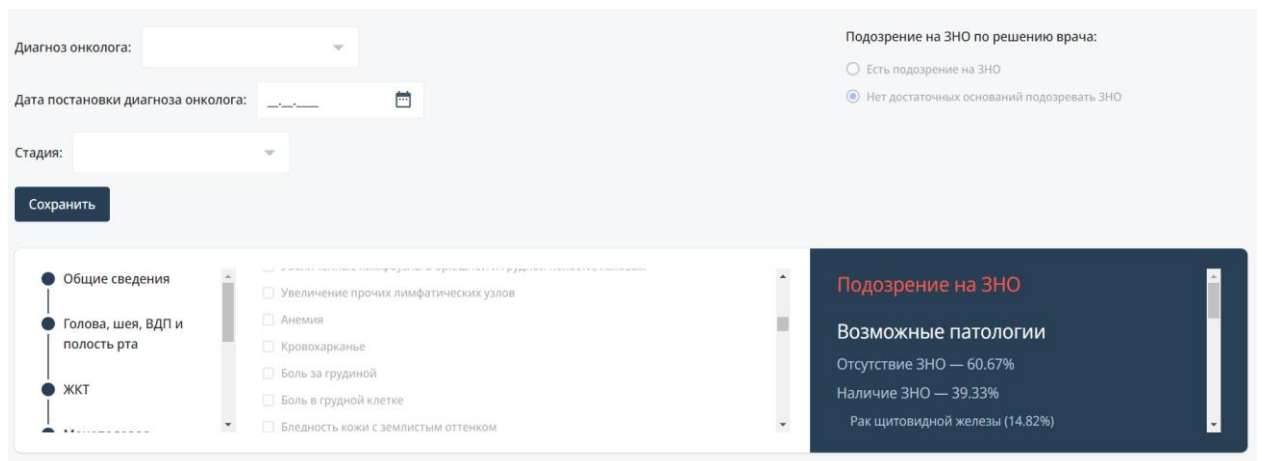 Диагноз онколога:
Дата постановки диагноза онколога:
__.__.____
Стадия:
Сохранить
Подозрение на ЗНО по решению врача:
Есть подозрение на ЗНО
Нет достаточных оснований подозревать ЗНО
Общие сведения
Голова, шея, ВДП и
полость рта
ЖКТ
Увеличение прочих лимфатических узлов
Анемия
Кровохарканье
Боль за грудиной
Боль в грудной клетке
Бледность кожи с землистым оттенком
Подозрение на ЗНО
Возможные патологии
Отсутствие ЗНО — 60.67%
Наличие ЗНО — 39.33%
Рак щитовидной железы (14.82%)